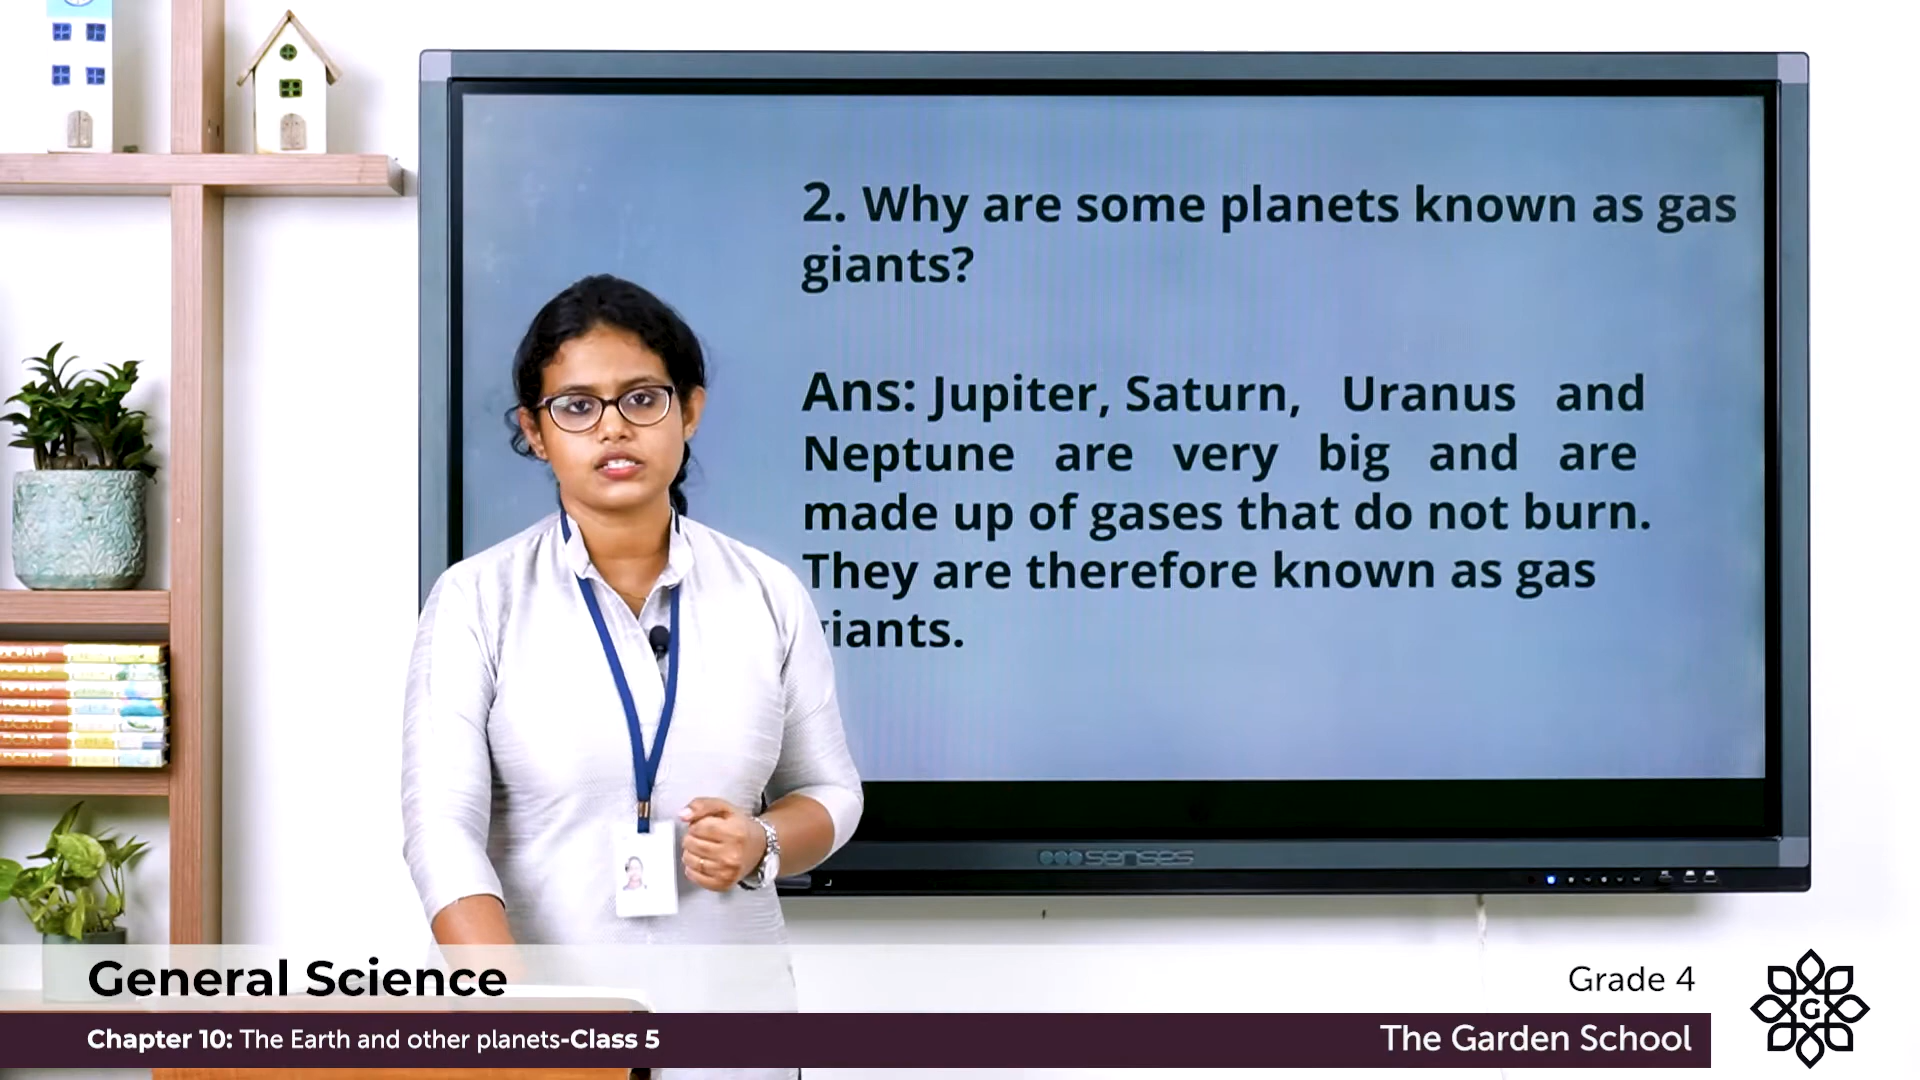 2. Why are some planets known as gas
giants?
Ans: Jupiter, Saturn, Uranus and
Neptune are very big and are
made up of gases that do not burn.
They are therefore known as gas
iants.
senses
General Science
Grade 4
Chapter 10: The Earth and other planets-Class 5
The Garden School
G